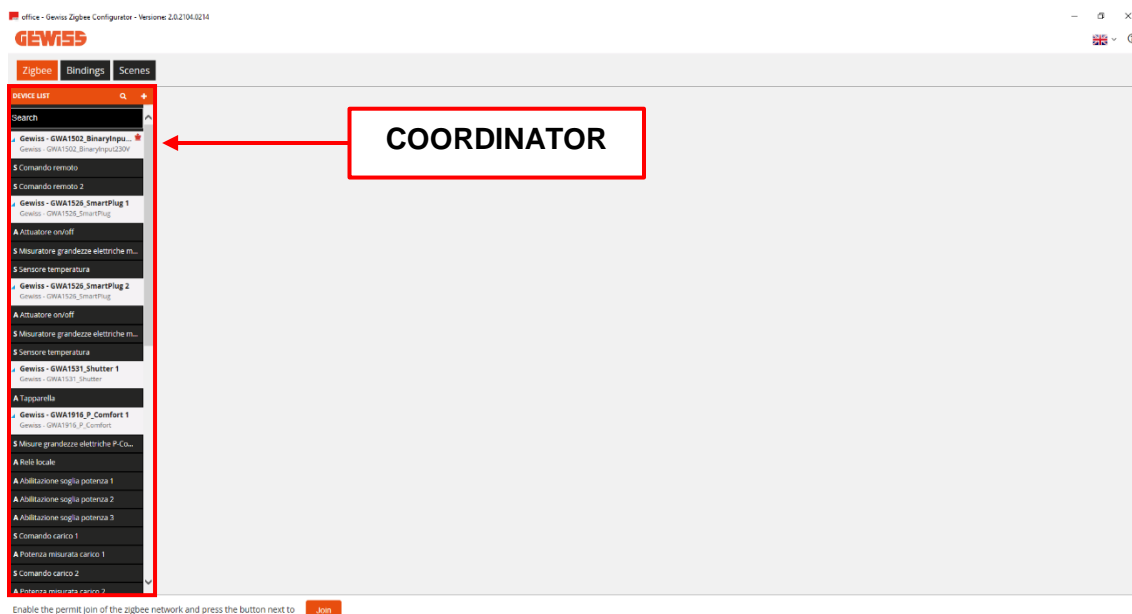 office - Gewiss Zigbee Configurator - Versione: 2.0.2104.0214
GEWISS
Zigbee Bindings Scenes
DEVICE LIST
Search
Gewiss - GWA1502_BinaryInpu...
Gewiss - GWA1502_BinaryInput230V
S Comando remoto
S Comando remoto 2
Gewiss - GWA1526_SmartPlug 1
Gewiss - GWA1526_SmartPlug
A Attuatore on/off
S Misuratore grandezze elettriche m...
S Sensore temperatura
Gewiss - GWA1526_SmartPlug 2
Gewiss - GWA1526_SmartPlug
A Attuatore on/off
S Misuratore grandezze elettriche m...
S Sensore temperatura
Gewiss - GWA1531_Shutter 1
Gewiss - GWA1531_Shutter
A Tapparella
Gewiss - GWA1916_P_Comfort 1
Gewiss - GWA1916_P_Comfort
S Misure grandezze elettriche P-Co...
A Relè locale
A Abilitazione soglia potenza 1
A Abilitazione soglia potenza 2
A Abilitazione soglia potenza 3
S Comando carico 1
A Potenza misurata carico 1
S Comando carico 2
A Potenza misurata carico 2
COORDINATOR
Enable the permit join of the zigbee network and press the button next to Join